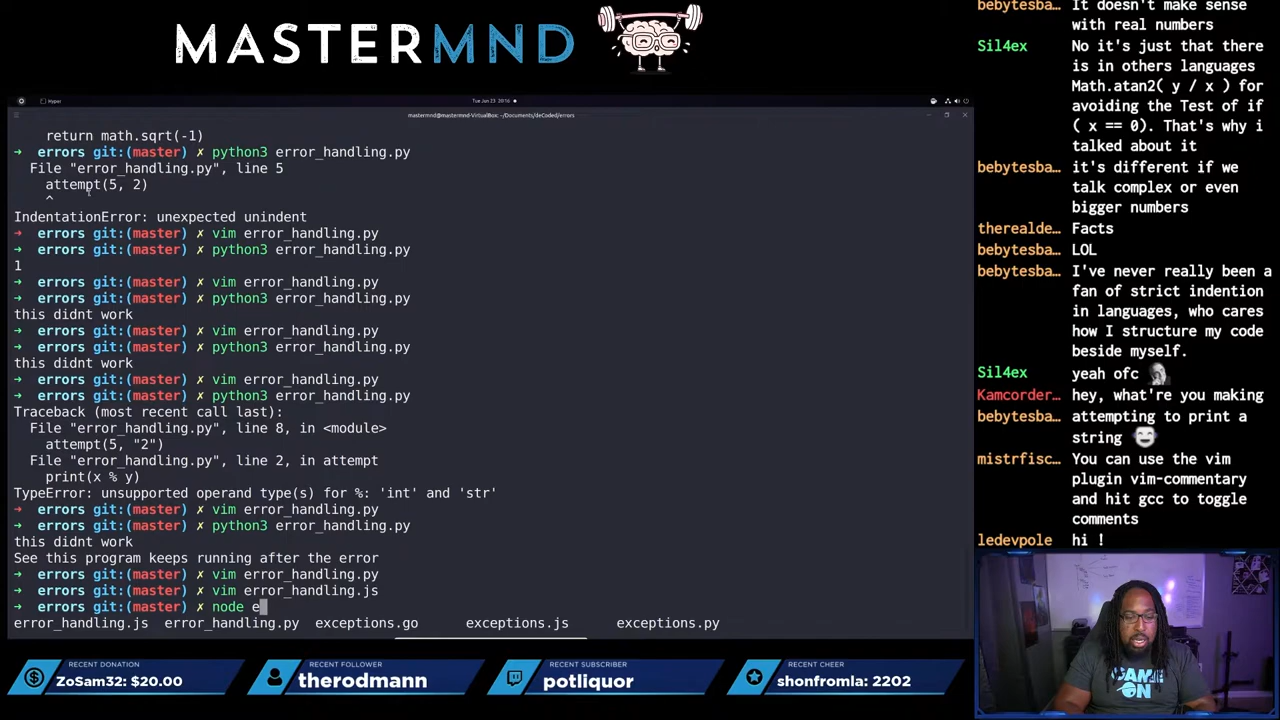 MASTERMND
Hyper
Tue Jun 23 20:16
mastermnd@mastermnd-VirtualBox: ~/Documents/deCoded/errors
return math.sqrt(-1)
➜ errors git:(master) ✗ python3 error_handling.py
File "error_handling.py", line 5
attempt(5, 2)
^
IndentationError: unexpected unindent
➜ errors git:(master) ✗ vim error_handling.py
➜ errors git:(master) ✗ python3 error_handling.py
1
➜ errors git:(master) ✗ vim error_handling.py
➜ errors git:(master) ✗ python3 error_handling.py
this didnt work
➜ errors git:(master) ✗ vim error_handling.py
➜ errors git:(master) ✗ python3 error_handling.py
this didnt work
➜ errors git:(master) ✗ vim error_handling.py
➜ errors git:(master) ✗ python3 error_handling.py
Traceback (most recent call last):
File "error_handling.py", line 8, in <module>
attempt(5, "2")
File "error_handling.py", line 2, in attempt
print(x % y)
TypeError: unsupported operand type(s) for %: 'int' and 'str'
➜ errors git:(master) ✗ vim error_handling.py
➜ errors git:(master) ✗ python3 error_handling.py
this didnt work
See this program keeps running after the error
➜ errors git:(master) ✗ vim error_handling.py
➜ errors git:(master) ✗ vim error_handling.js
➜ errors git:(master) ✗ node e
error_handling.js error_handling.py exceptions.go exceptions.js exceptions.py
bebytesba… It doesn't make sense
with real numbers
Sil4ex No it's just that there
is in others languages
Math.atan2( y / x ) for
avoiding the Test of if
( x == 0). That's why i
talked about it
bebytesba… it's different if we
talk complex or even
bigger numbers
therealde… Facts
bebytesba… LOL
bebytesba… I've never really been a
fan of strict indention
in languages, who cares
how I structure my code
beside myself.
Sil4ex yeah ofc
Kamcorder… hey, what're you making
bebytesba… attempting to print a
string
mistrfisc… You can use the vim
plugin vim-commentary
and hit gcc to toggle
comments
ledevpole hi !
RECENT DONATION
ZoSam32: $20.00
RECENT FOLLOWER
therodmann
RECENT SUBSCRIBER
potliquor
RECENT CHEER
shonfromla: 2202
GAME
ON